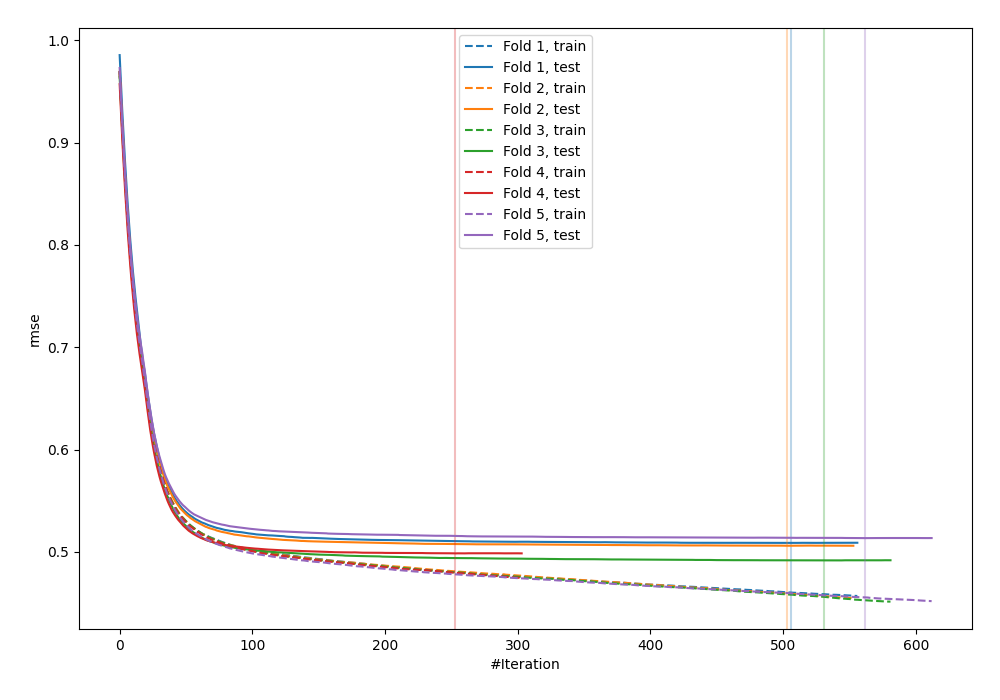 1.0
0.9
0.8
0.7
0.6
0.5
rmse
Fold 1, train
Fold 1, test
Fold 2, train
Fold 2, test
Fold 3, train
Fold 3, test
Fold 4, train
Fold 4, test
Fold 5, train
Fold 5, test
0 100 200 300 400 500 600
#Iteration